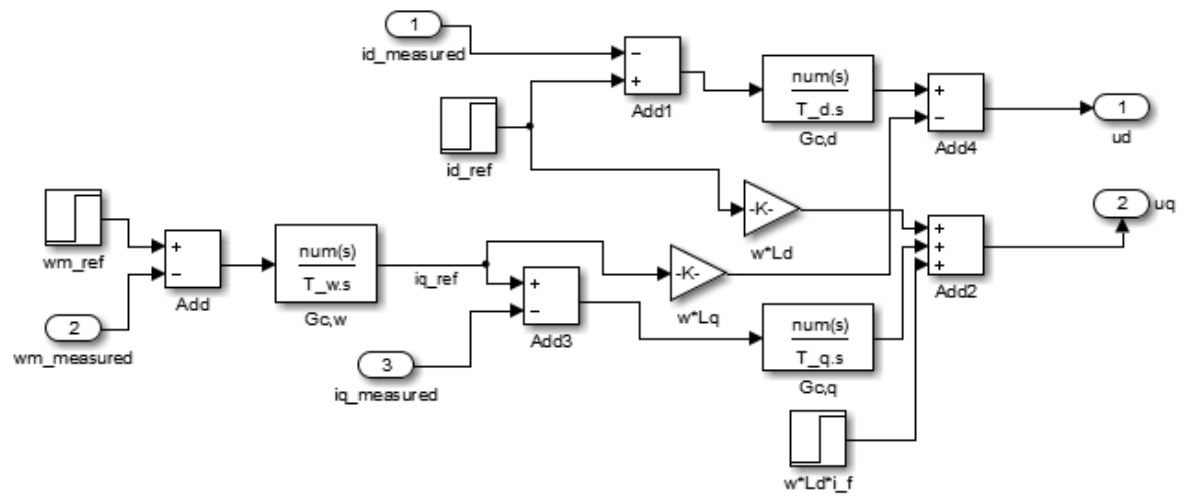 1
id_measured
−
+
Add1
num(s)
T_d.s
Gc,d
+
−
Add4
1
ud
id_ref
-K-
w*Ld
2
uq
wm_ref
+
−
Add
num(s)
T_w.s
Gc,w
iq_ref
+
−
Add3
-K-
w*Lq
+
+
+
Add2
2
wm_measured
3
iq_measured
num(s)
T_q.s
Gc,q
w*Ld*i_f